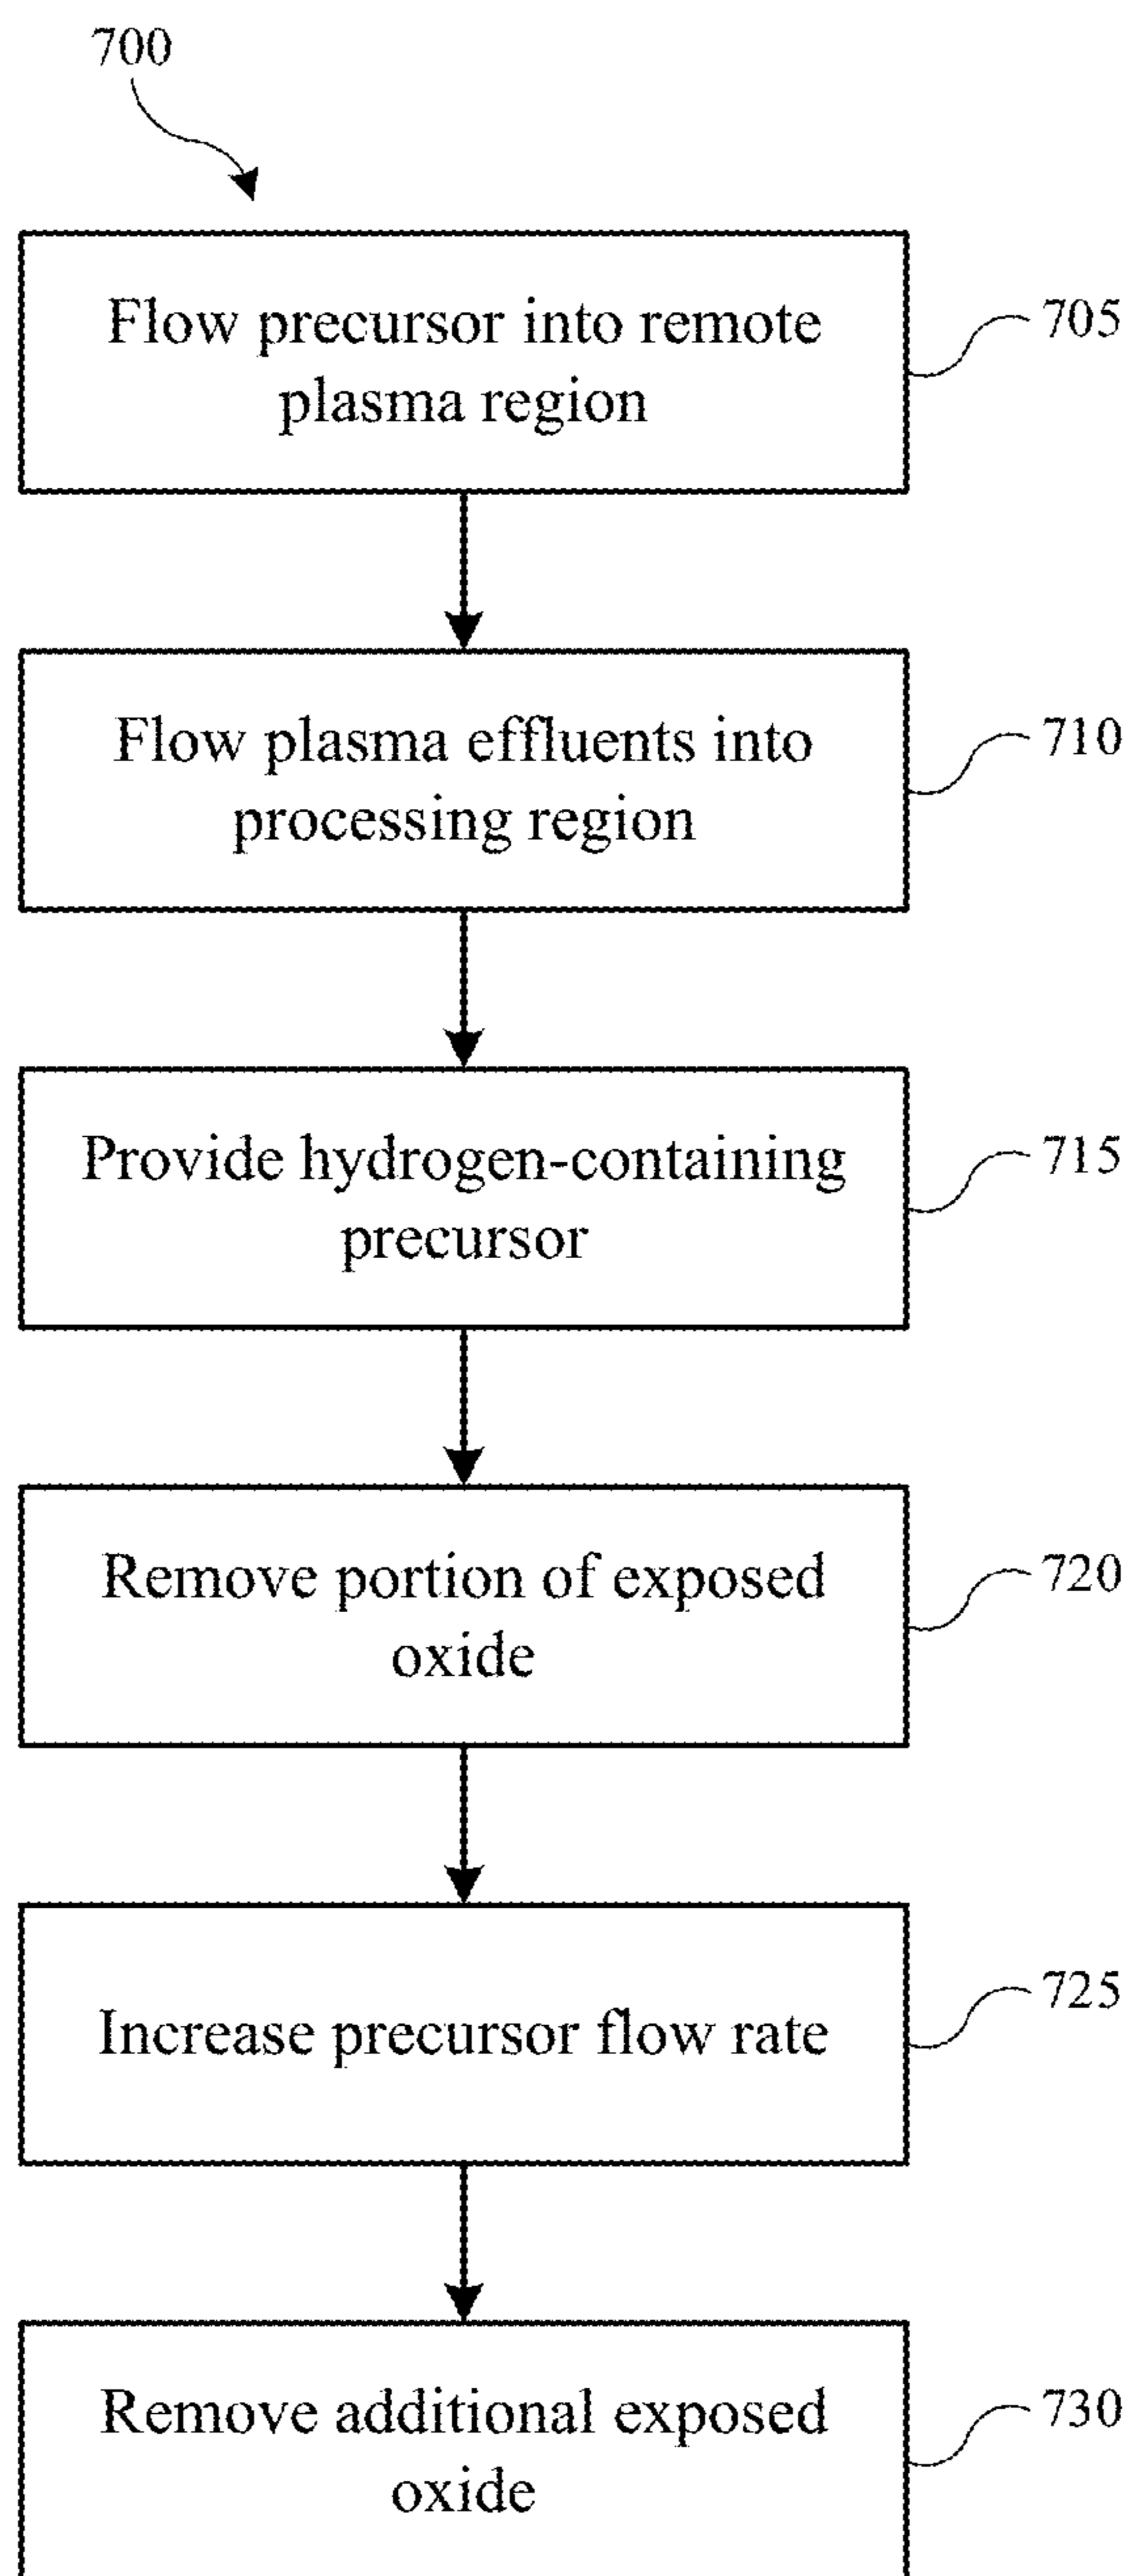 700
Flow precursor into remote
plasma region
705
Flow plasma effluents into
processing region
710
Provide hydrogen-containing
precursor
715
Remove portion of exposed
oxide
720
Increase precursor flow rate
725
Remove additional exposed
oxide
730